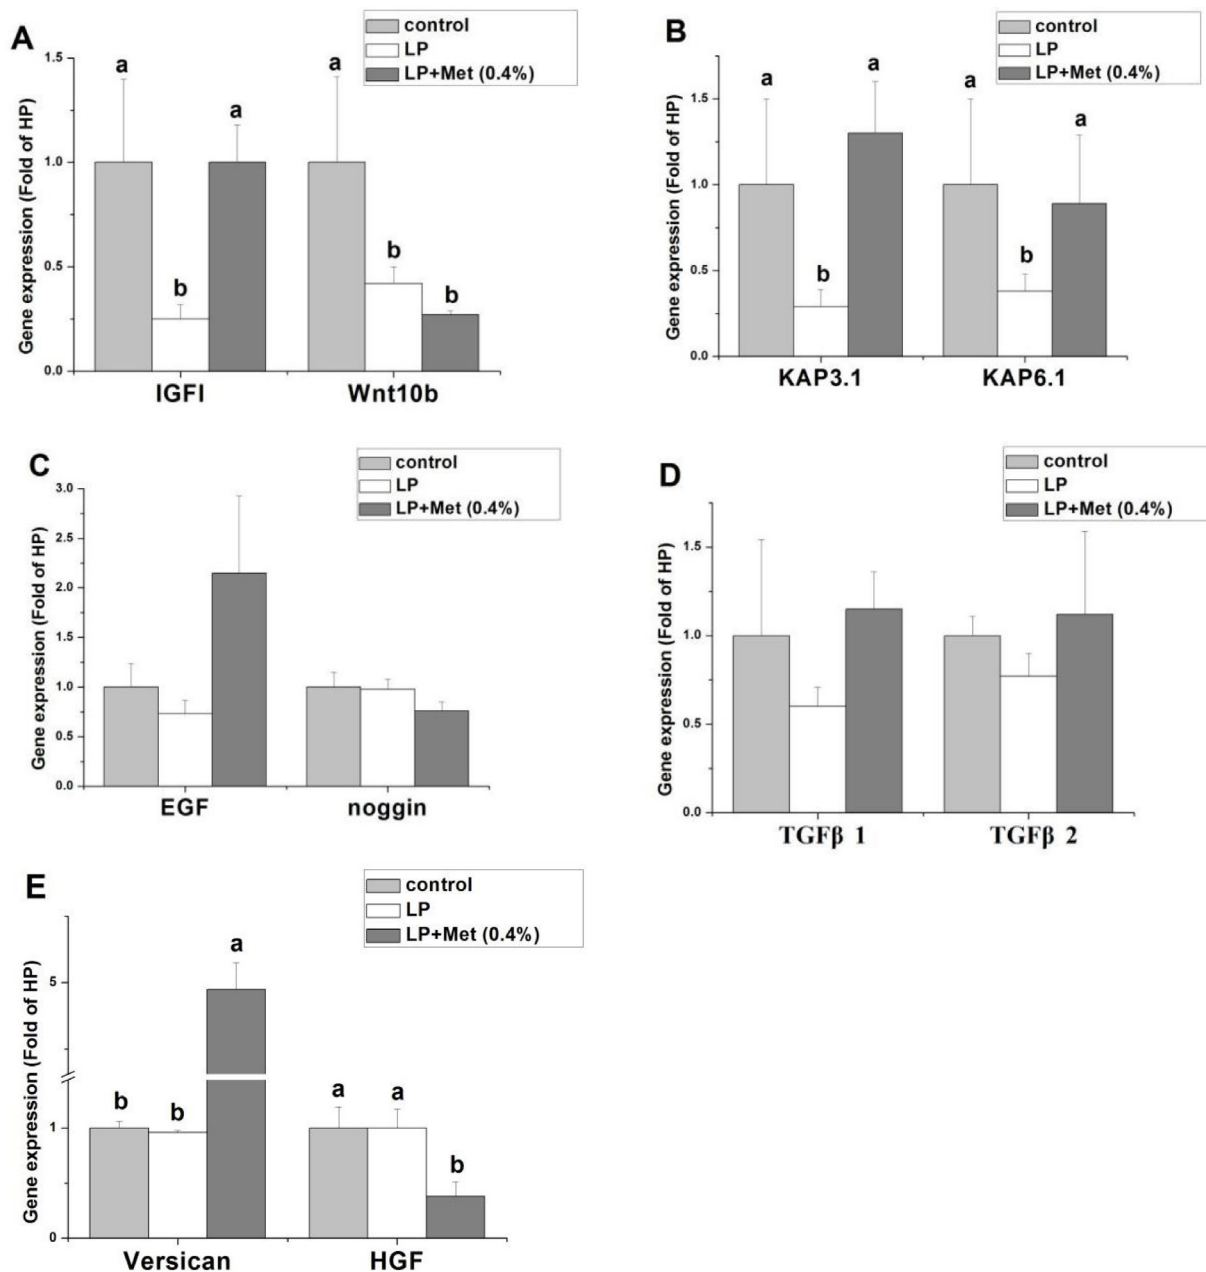 A
control
LP
LP+Met (0.4%)
Gene expression (Fold of HP)
1.5
1.0
0.5
0.0
a
b
a
a
b
b
IGFI
Wnt10b
B
control
LP
LP+Met (0.4%)
Gene expression (Fold of HP)
1.5
1.0
0.5
0.0
a
b
a
a
b
a
KAP3.1
KAP6.1
C
control
LP
LP+Met (0.4%)
Gene expression (Fold of HP)
3.0
2.5
2.0
1.5
1.0
0.5
0.0
EGF
noggin
D
control
LP
LP+Met (0.4%)
Gene expression (Fold of HP)
1.5
1.0
0.5
0.0
TGFβ 1
TGFβ 2
E
control
LP
LP+Met (0.4%)
Gene expression (Fold of HP)
5
1
0
b
b
a
a
a
b
Versican
HGF